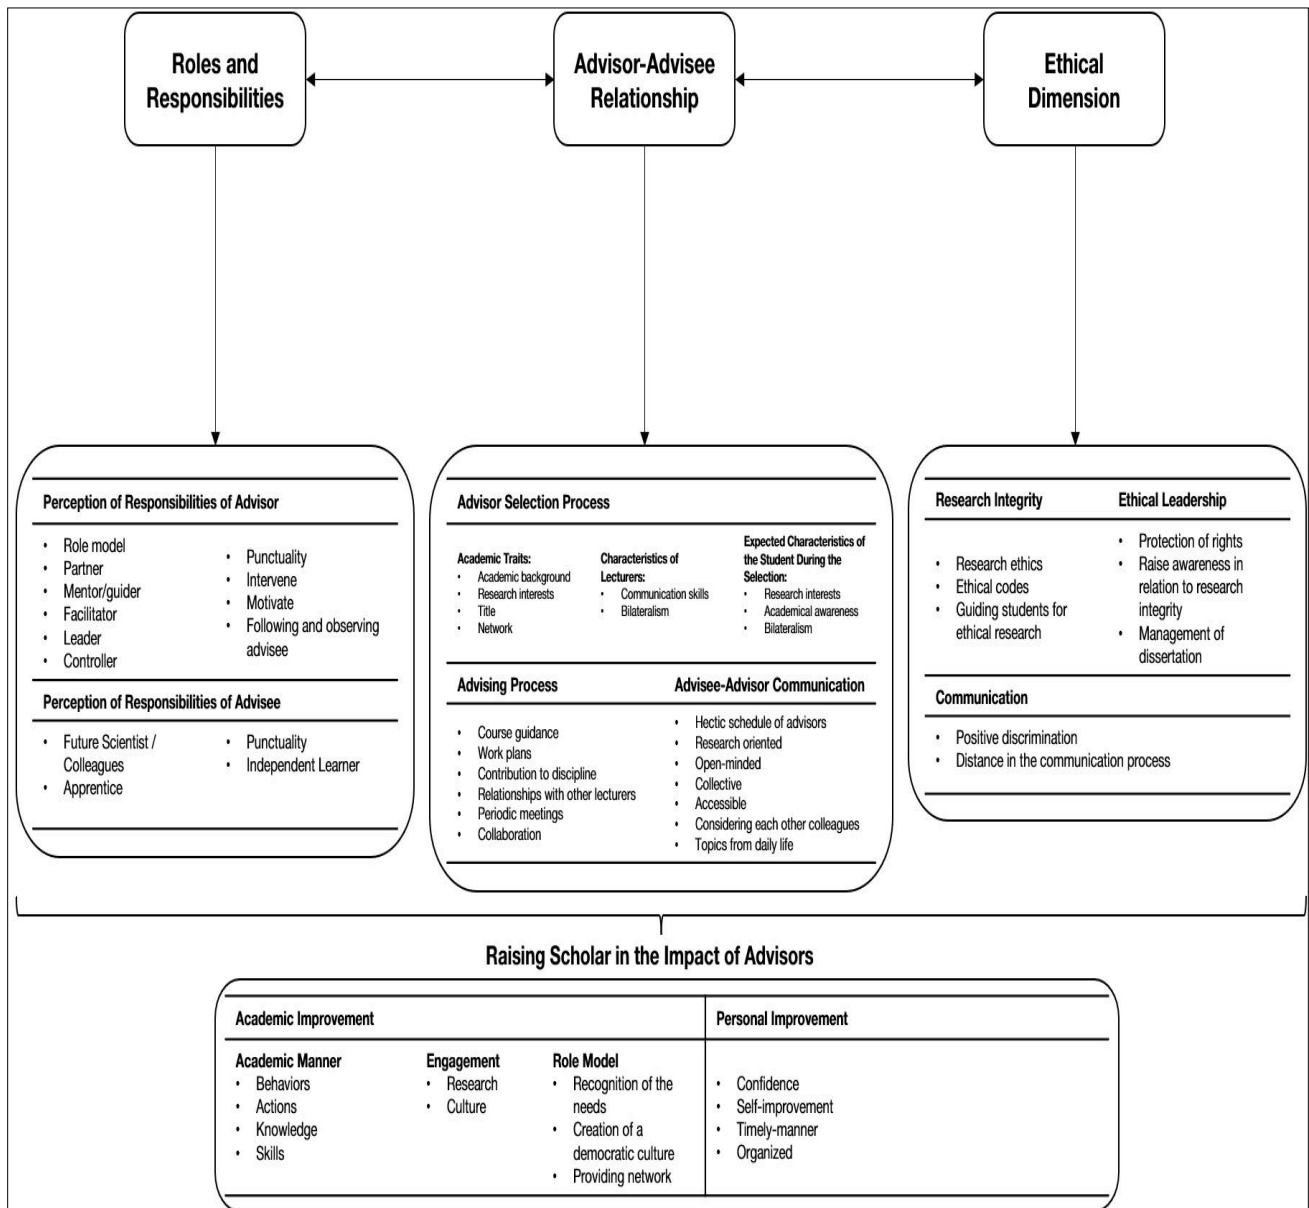 Roles and
Responsibilities
Advisor-Advisee
Relationship
Ethical
Dimension
Perception of Responsibilities of Advisor
• Role model
• Partner
• Mentor/guider
• Facilitator
• Leader
• Controller
• Punctuality
• Intervene
• Motivate
• Following and observing
advisee
Perception of Responsibilities of Advisee
• Future Scientist /
Colleagues
• Apprentice
• Punctuality
• Independent Learner
Advisor Selection Process
Academic Traits:
• Academic background
• Research interests
• Title
• Network
Characteristics of
Lecturers:
• Communication skills
• Bilateralism
Expected Characteristics of
the Student During the
Selection:
• Research interests
• Academical awareness
• Bilateralism
Advising Process
• Course guidance
• Work plans
• Contribution to discipline
• Relationships with other lecturers
• Periodic meetings
• Collaboration
Advisee-Advisor Communication
• Hectic schedule of advisors
• Research oriented
• Open-minded
• Collective
• Accessible
• Considering each other colleagues
• Topics from daily life
Research Integrity
• Research ethics
• Ethical codes
• Guiding students for
ethical research
Ethical Leadership
• Protection of rights
• Raise awareness in
relation to research
integrity
• Management of
dissertation
Communication
• Positive discrimination
• Distance in the communication process
Raising Scholar in the Impact of Advisors
Academic Improvement
Academic Manner
• Behaviors
• Actions
• Knowledge
• Skills
Engagement
• Research
• Culture
Role Model
• Recognition of the
needs
• Creation of a
democratic culture
• Providing network
Personal Improvement
• Confidence
• Self-improvement
• Timely-manner
• Organized